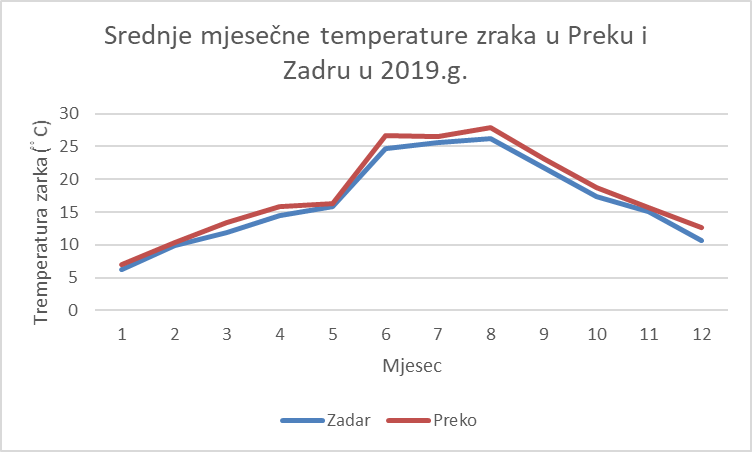 Srednje mjesečne temperature zraka u Preku i
Zadru u 2019.g.
Tremperatura zarka (°C)
30
25
20
15
10
5
0
1 2 3 4 5 6 7 8 9 10 11 12
Mjesec
Zadar Preko